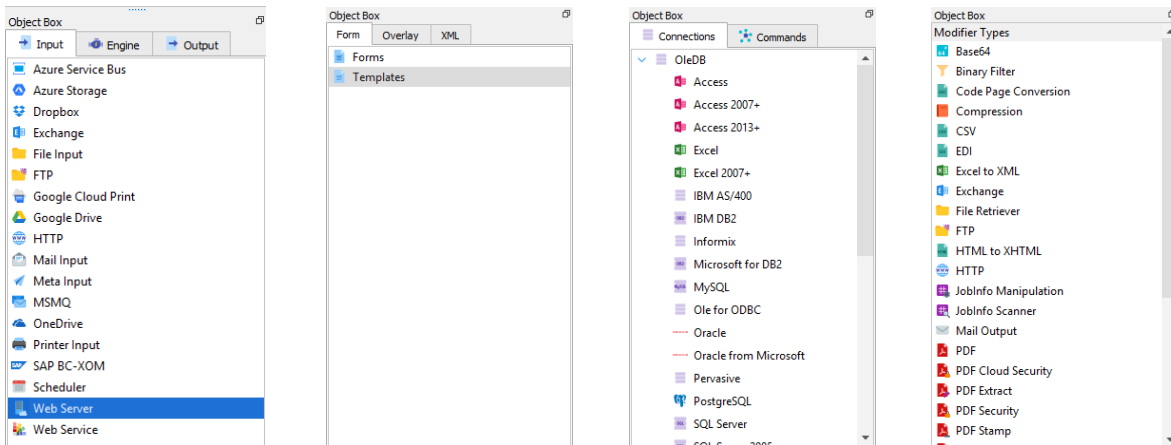 Object Box
Input
Engine
Output
Azure Service Bus
Azure Storage
Dropbox
Exchange
File Input
FTP
Google Cloud Print
Google Drive
HTTP
Mail Input
Meta Input
MSMQ
OneDrive
Printer Input
SAP BC-XOM
Scheduler
Web Server
Web Service
Object Box
Form
Overlay
XML
Forms
Templates
Object Box
Connections
Commands
OleDB
Access
Access 2007+
Access 2013+
Excel
Excel 2007+
IBM AS/400
IBM DB2
Informix
Microsoft for DB2
MySQL
Ole for ODBC
Oracle
Oracle from Microsoft
Pervasive
PostgreSQL
SQL Server
SQL Server 2005
Object Box
Modifier Types
Base64
Binary Filter
Code Page Conversion
Compression
CSV
EDI
Excel to XML
Exchange
File Retriever
FTP
HTML to XHTML
HTTP
JobInfo Manipulation
JobInfo Scanner
Mail Output
PDF
PDF Cloud Security
PDF Extract
PDF Security
PDF Stamp